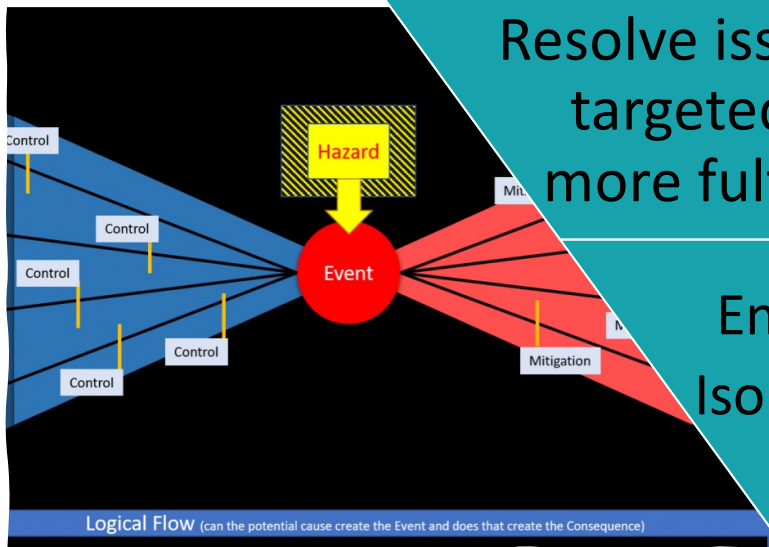 Resolve iss
targeted
more ful
Control
Hazard
Mit
Control
Control
Event
Control
Mitigation
Control
En
Iso
Logical Flow (can the potential cause create the Event and does that create the Consequence)